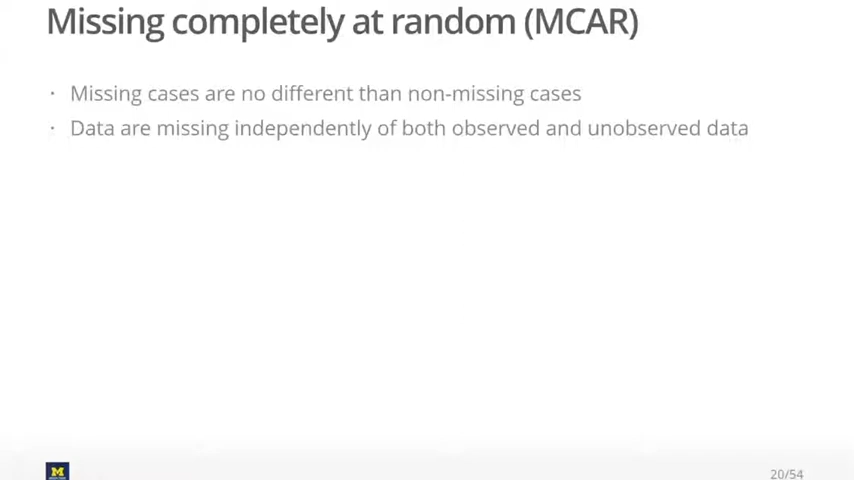 Missing completely at random (MCAR)
· Missing cases are no different than non-missing cases
· Data are missing independently of both observed and unobserved data
M
20/54